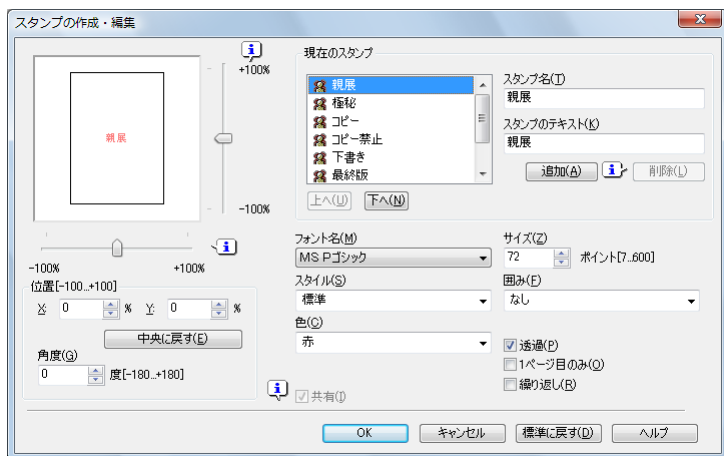 スタンプの作成・編集
親展
+100%
-100%
-100%
+100%
位置[-100..+100]
X: 0 % Y: 0 %
中央に戻す(E)
角度(G)
0 度[-180..+180]
現在のスタンプ
親展
極秘
コピー
コピー禁止
下書き
最終版
上へ(U) 下へ(N)
スタンプ名(T)
親展
スタンプのテキスト(K)
親展
追加(A) 削除(L)
フォント名(M)
MS Pゴシック
サイズ(Z)
72 ポイント[7..600]
スタイル(S)
標準
囲み(F)
なし
色(C)
赤
透過(P)
1ページ目のみ(O)
繰り返し(R)
共有(I)
OK キャンセル 標準に戻す(D) ヘルプ